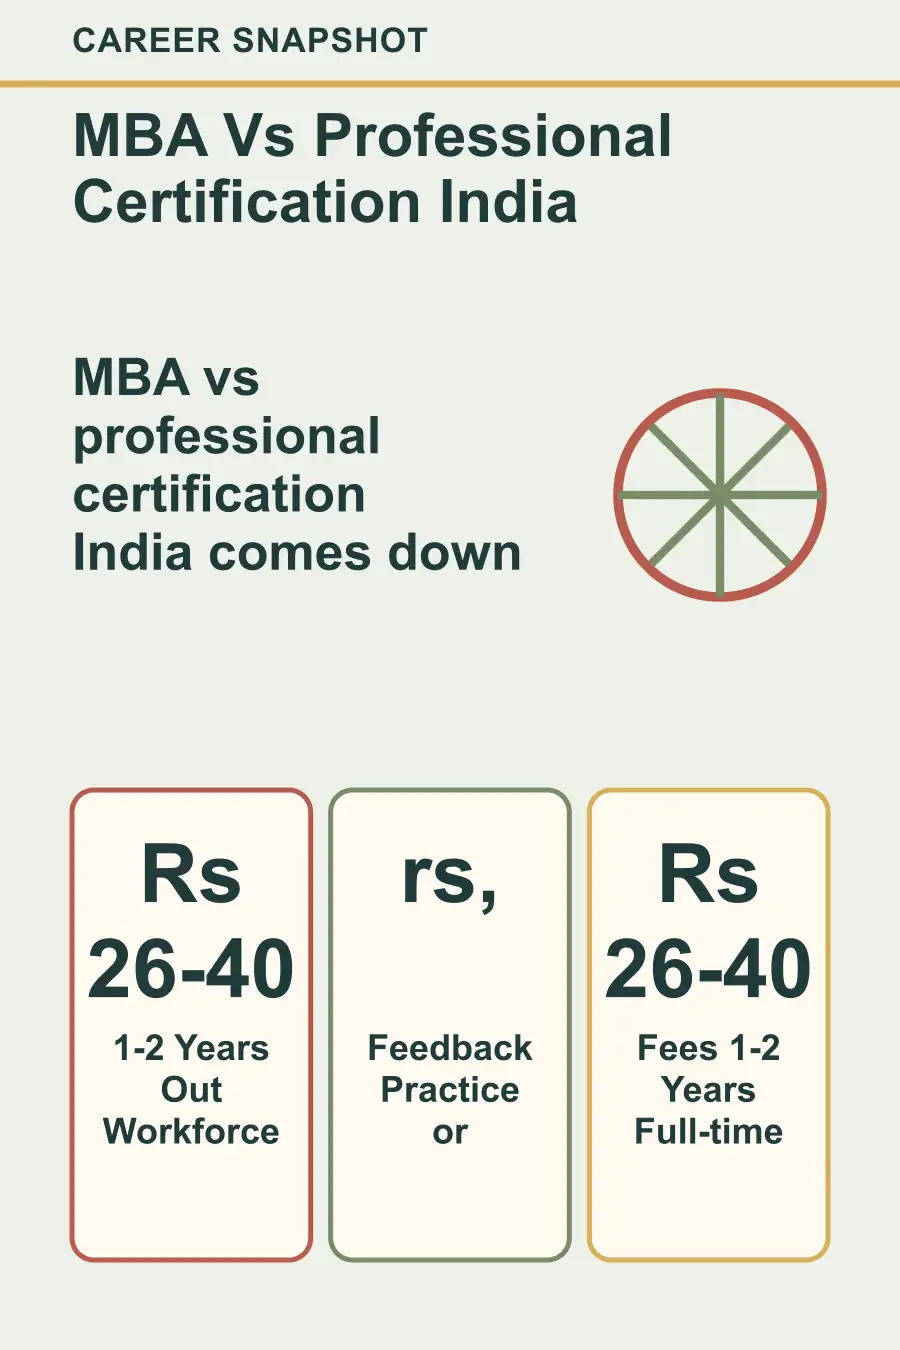 CAREER SNAPSHOT
MBA Vs Professional
Certification India
MBA vs
professional
certification
India comes down
Rs
26-40
1-2 Years
Out
Workforce
rs,
Feedback
Practice
or
Rs
26-40
Fees 1-2
Years
Full-time